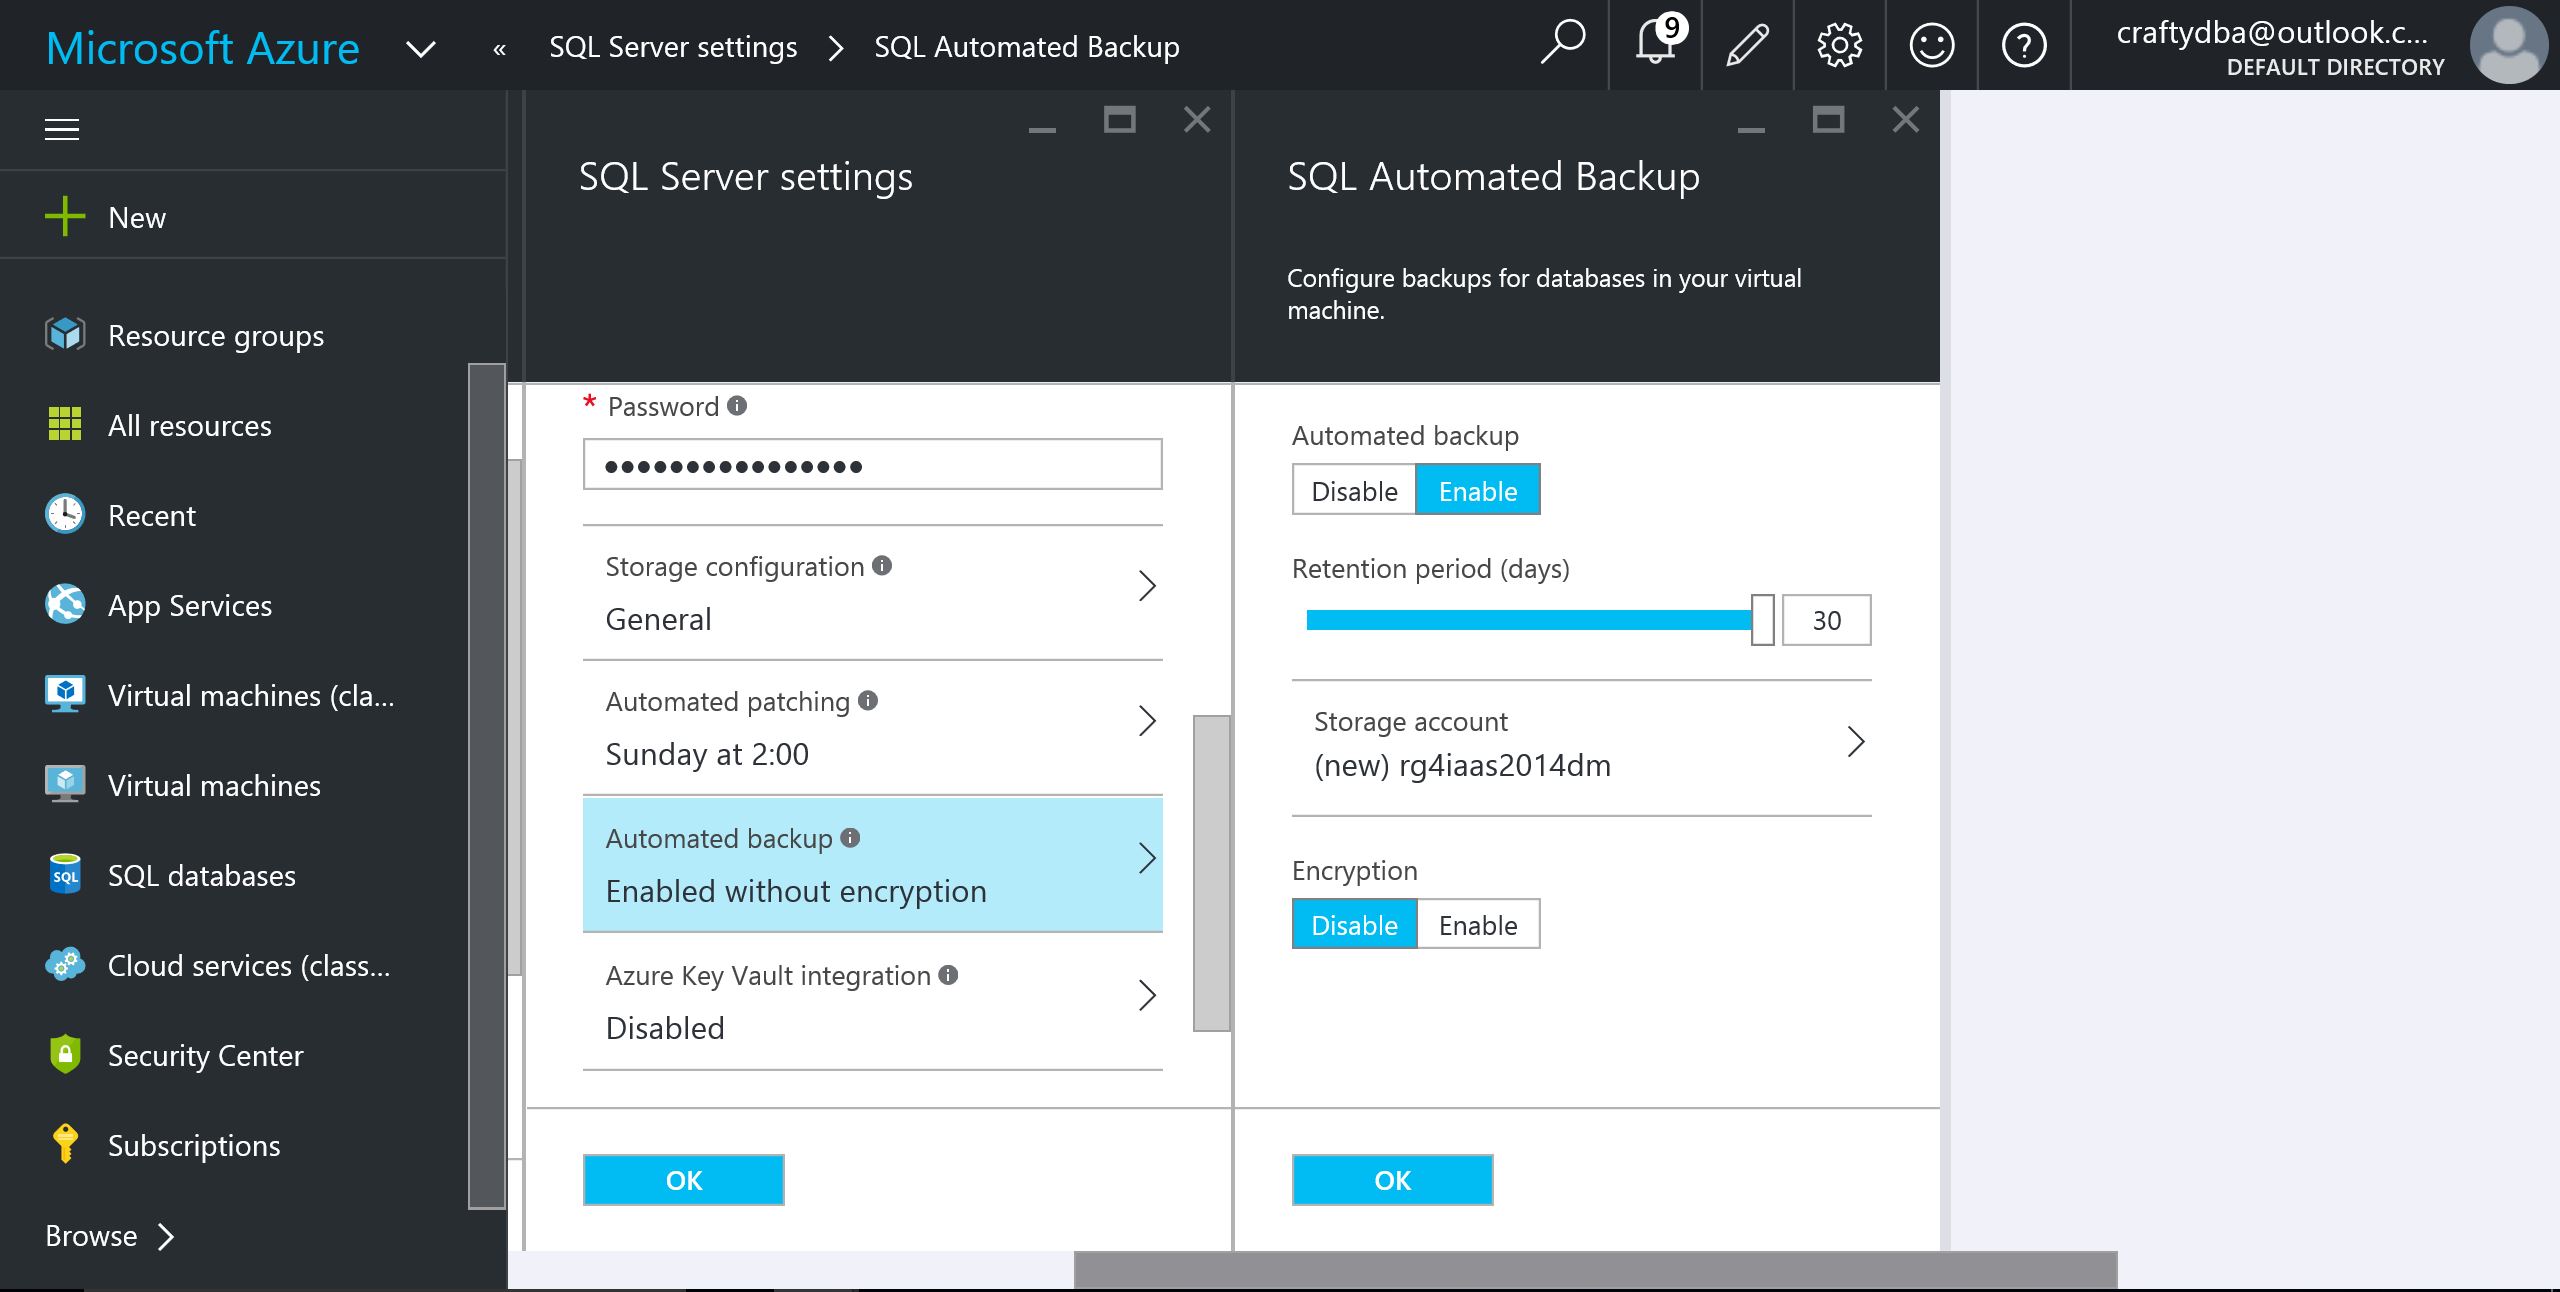 Microsoft Azure
«
SQL Server settings
SQL Automated Backup
9
?
craftydba@outlook.c...
DEFAULT DIRECTORY
New
Resource groups
All resources
Recent
App Services
Virtual machines (cla...
Virtual machines
SQL
SQL databases
Cloud services (class...
Security Center
Subscriptions
Browse
SQL Server settings
* Password
●●●●●●●●●●●●●●●●
Storage configuration
General
Automated patching
Sunday at 2:00
Automated backup
Enabled without encryption
Azure Key Vault integration
Disabled
OK
SQL Automated Backup
Configure backups for databases in your virtual
machine.
Automated backup
Disable Enable
Retention period (days)
30
Storage account
(new) rg4iaas2014dm
Encryption
Disable Enable
OK